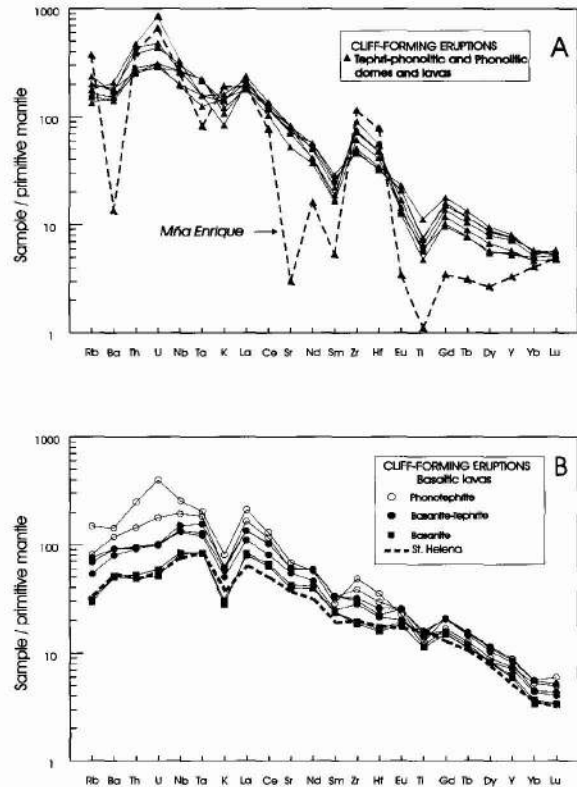 A
CLIFF-FORMING ERUPTIONS
Tephri-phonolitic and Phonolitic
domes and lavas
Sample / primitive mantle
1000
100
10
1
Mña Enrique
Rb Ba Th U Nb Ta K La Ce Sr Nd Sm Zr Hf Eu Ti Gd Tb Dy Y Yb Lu
B
CLIFF-FORMING ERUPTIONS
Basaltic lavas
Phonotephrite
Basanite-Tephrite
Basanite
St. Helena
Sample / primitive mantle
1000
100
10
1
Rb Ba Th U Nb Ta K La Ce Sr Nd Sm Zr Hf Eu Ti Gd Tb Dy Y Yb Lu